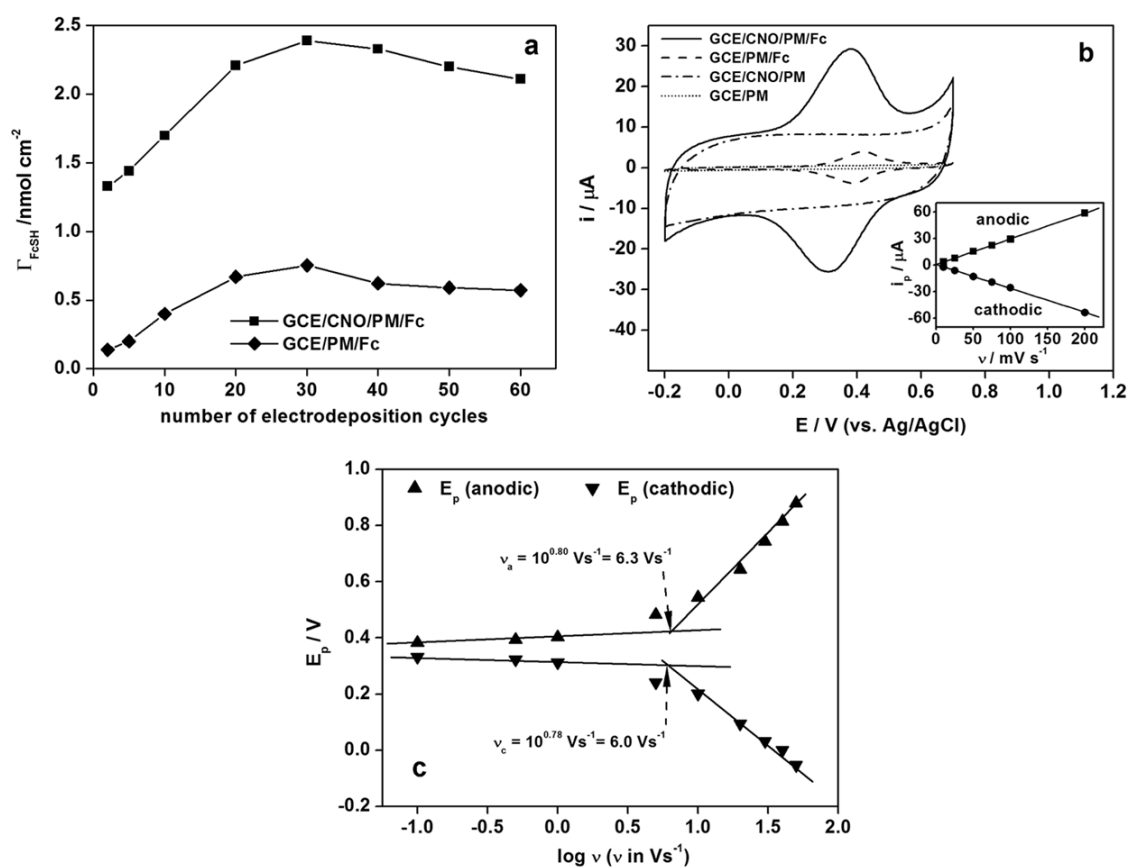 a
2.5
2.0
1.5
1.0
0.5
0.0
Γ_FcSH /nmol cm⁻²
GCE/CNO/PM/Fc
GCE/PM/Fc
0 10 20 30 40 50 60
number of electrodeposition cycles
b
GCE/CNO/PM/Fc
GCE/PM/Fc
GCE/CNO/PM
GCE/PM
30
20
10
0
-10
-20
-30
-40
i / μA
-0.2 0.0 0.2 0.4 0.6 0.8 1.0 1.2
E / V (vs. Ag/AgCl)
60
30
0
-30
-60
i_p / μA
anodic
cathodic
0 50 100 150 200
ν / mV s⁻¹
E_p (anodic) E_p (cathodic)
1.0
0.8
0.6
0.4
0.2
0.0
-0.2
E_p / V
ν_a = 10^0.80 Vs⁻¹= 6.3 Vs⁻¹
ν_c = 10^0.78 Vs⁻¹= 6.0 Vs⁻¹
c
-1.0 -0.5 0.0 0.5 1.0 1.5 2.0
log ν (ν in Vs⁻¹)